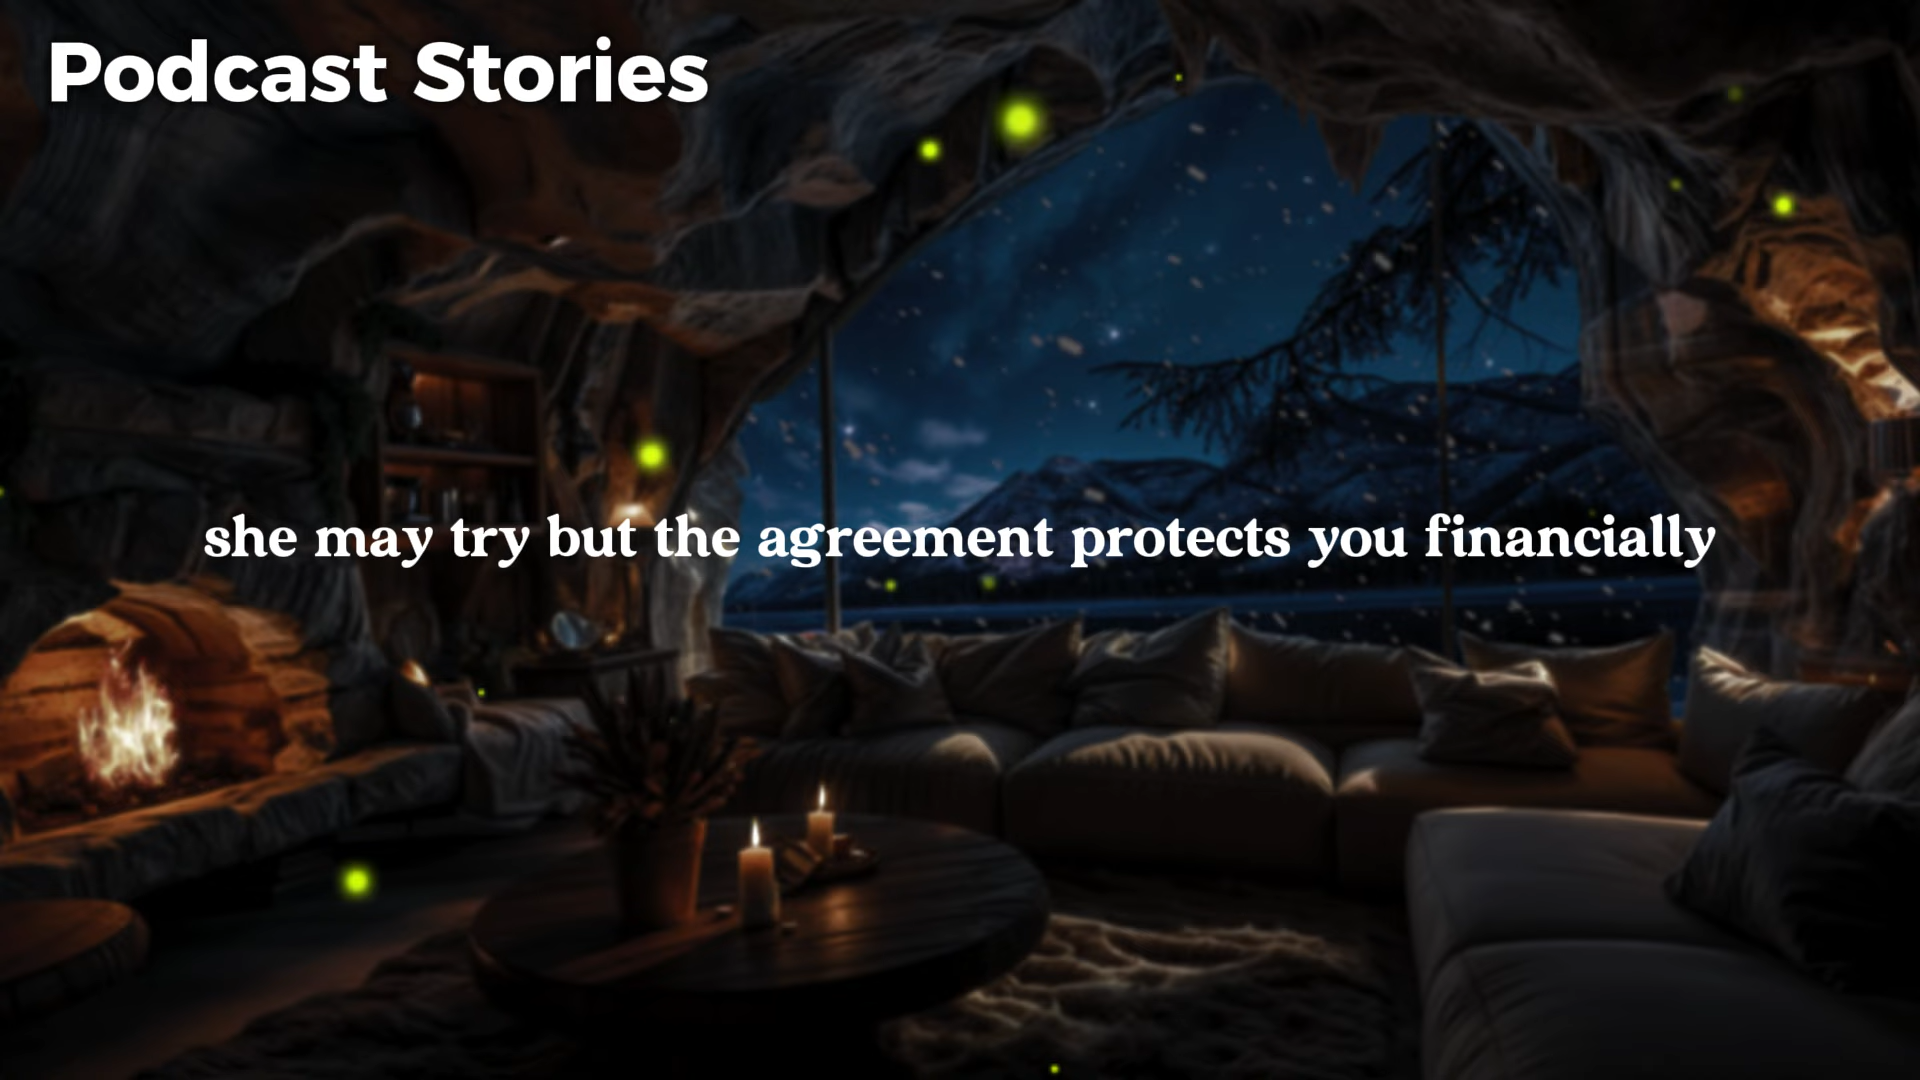 Podcast Stories
she may try but the agreement protects you financially